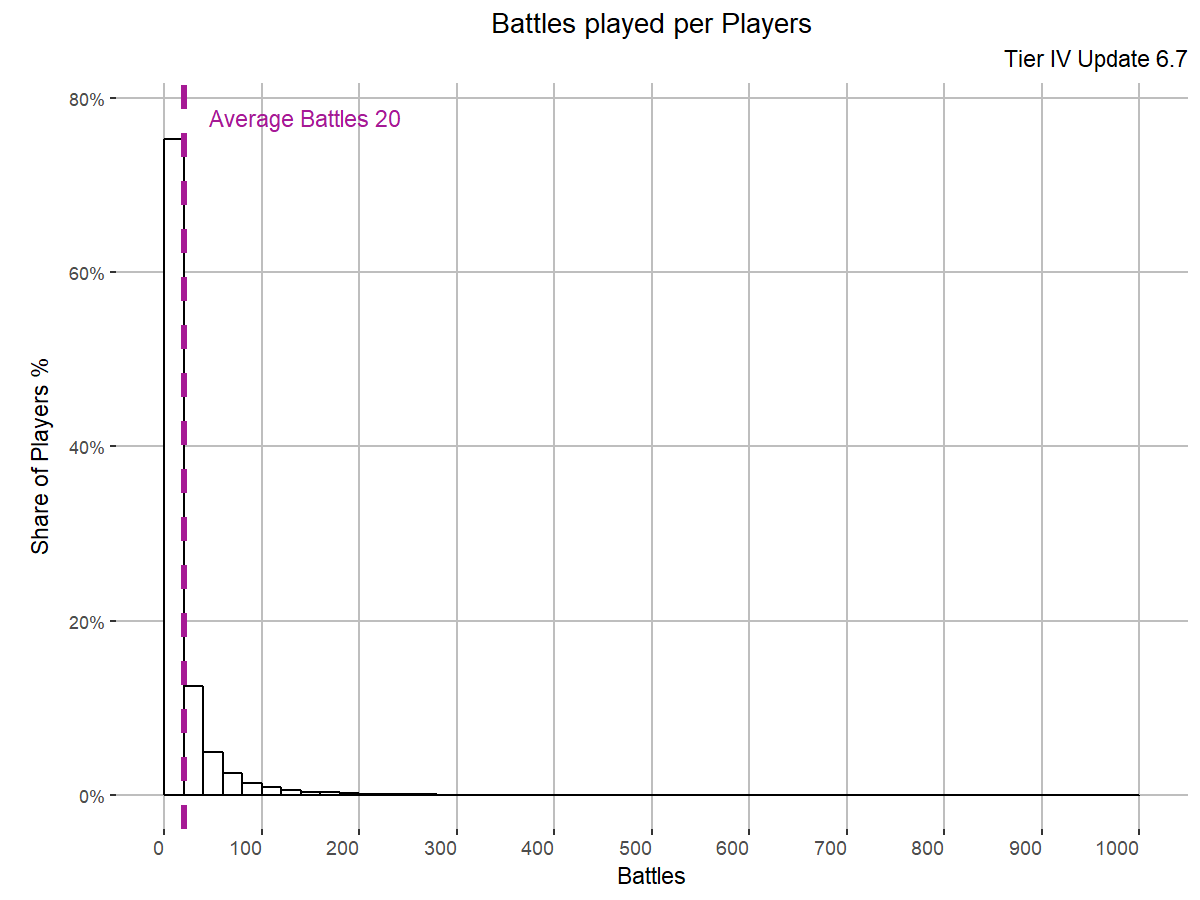 Battles played per Players
Tier IV Update 6.7
Average Battles 20
80%
60%
40%
20%
0%
Share of Players %
0 100 200 300 400 500 600 700 800 900 1000
Battles